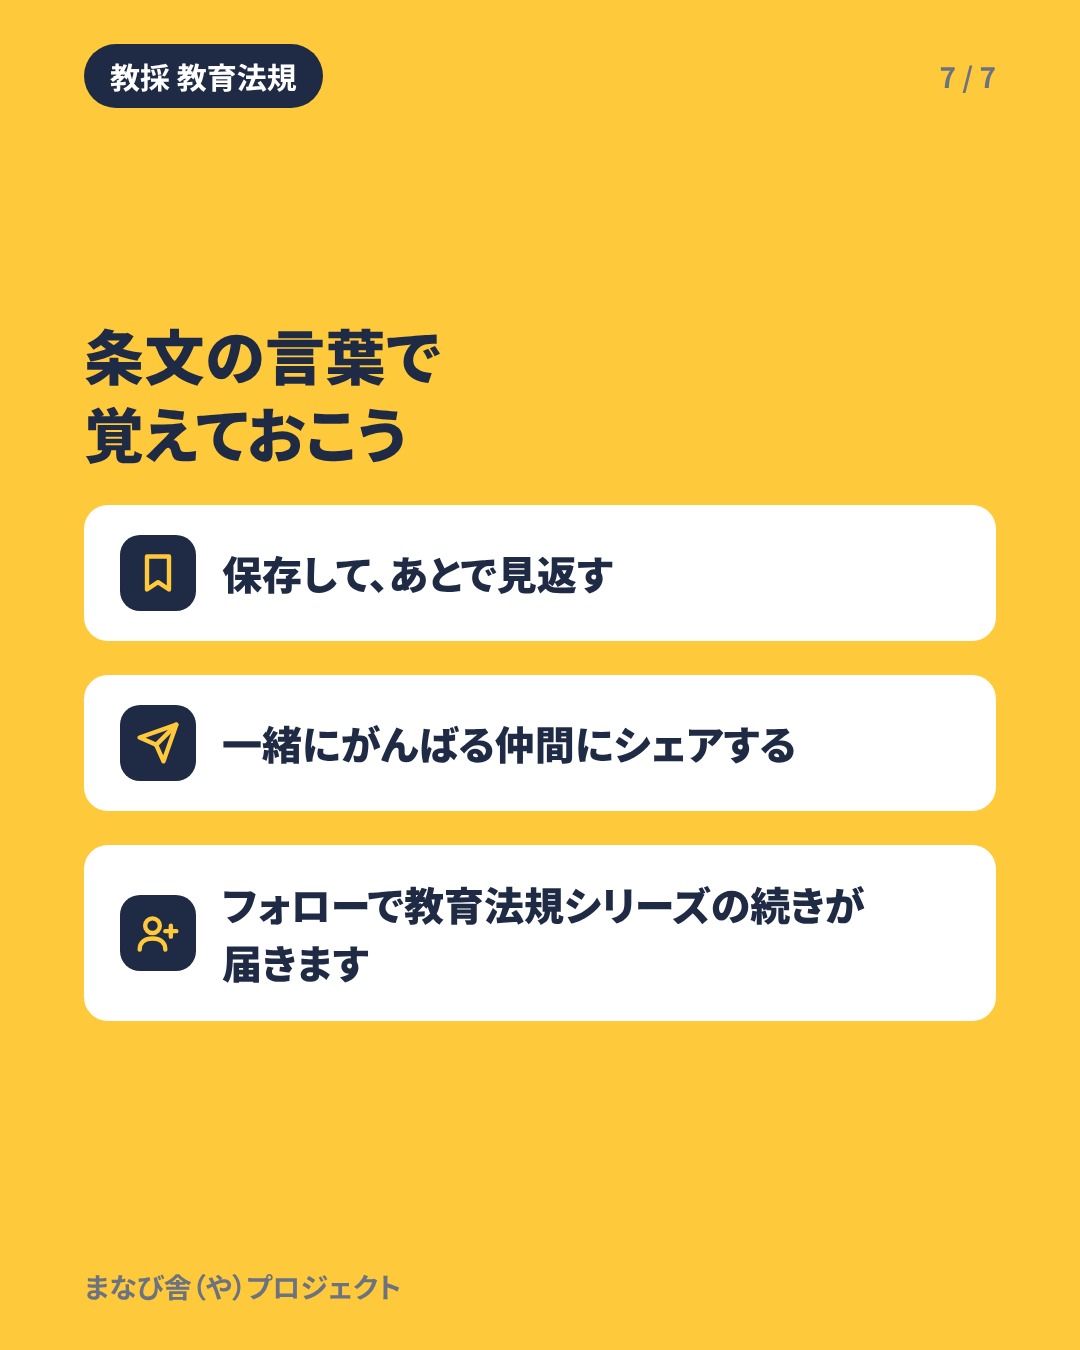 教採 教育法規
7 / 7
条文の言葉で
覚えておこう
保存して、あとで見返す
一緒にがんばる仲間にシェアする
フォローで教育法規シリーズの続きが
届きます
まなび舎（や）プロジェクト